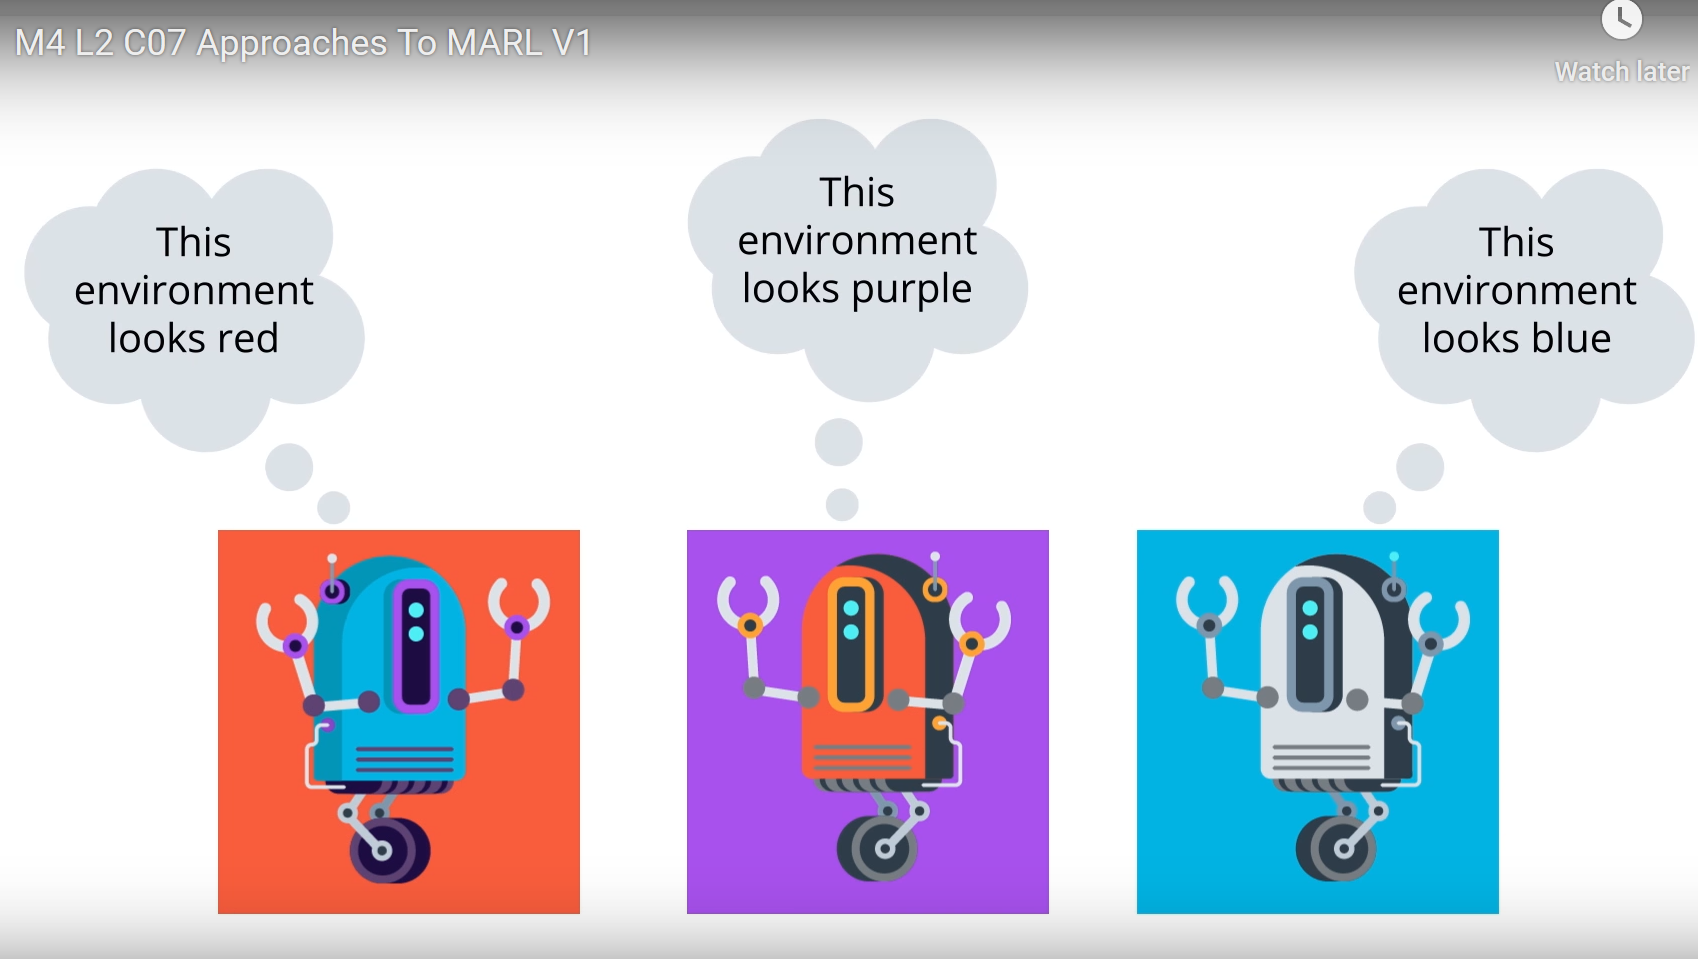 M4 L2 C07 Approaches To MARL V1
Watch later
This
environment
looks red
This
environment
looks purple
This
environment
looks blue